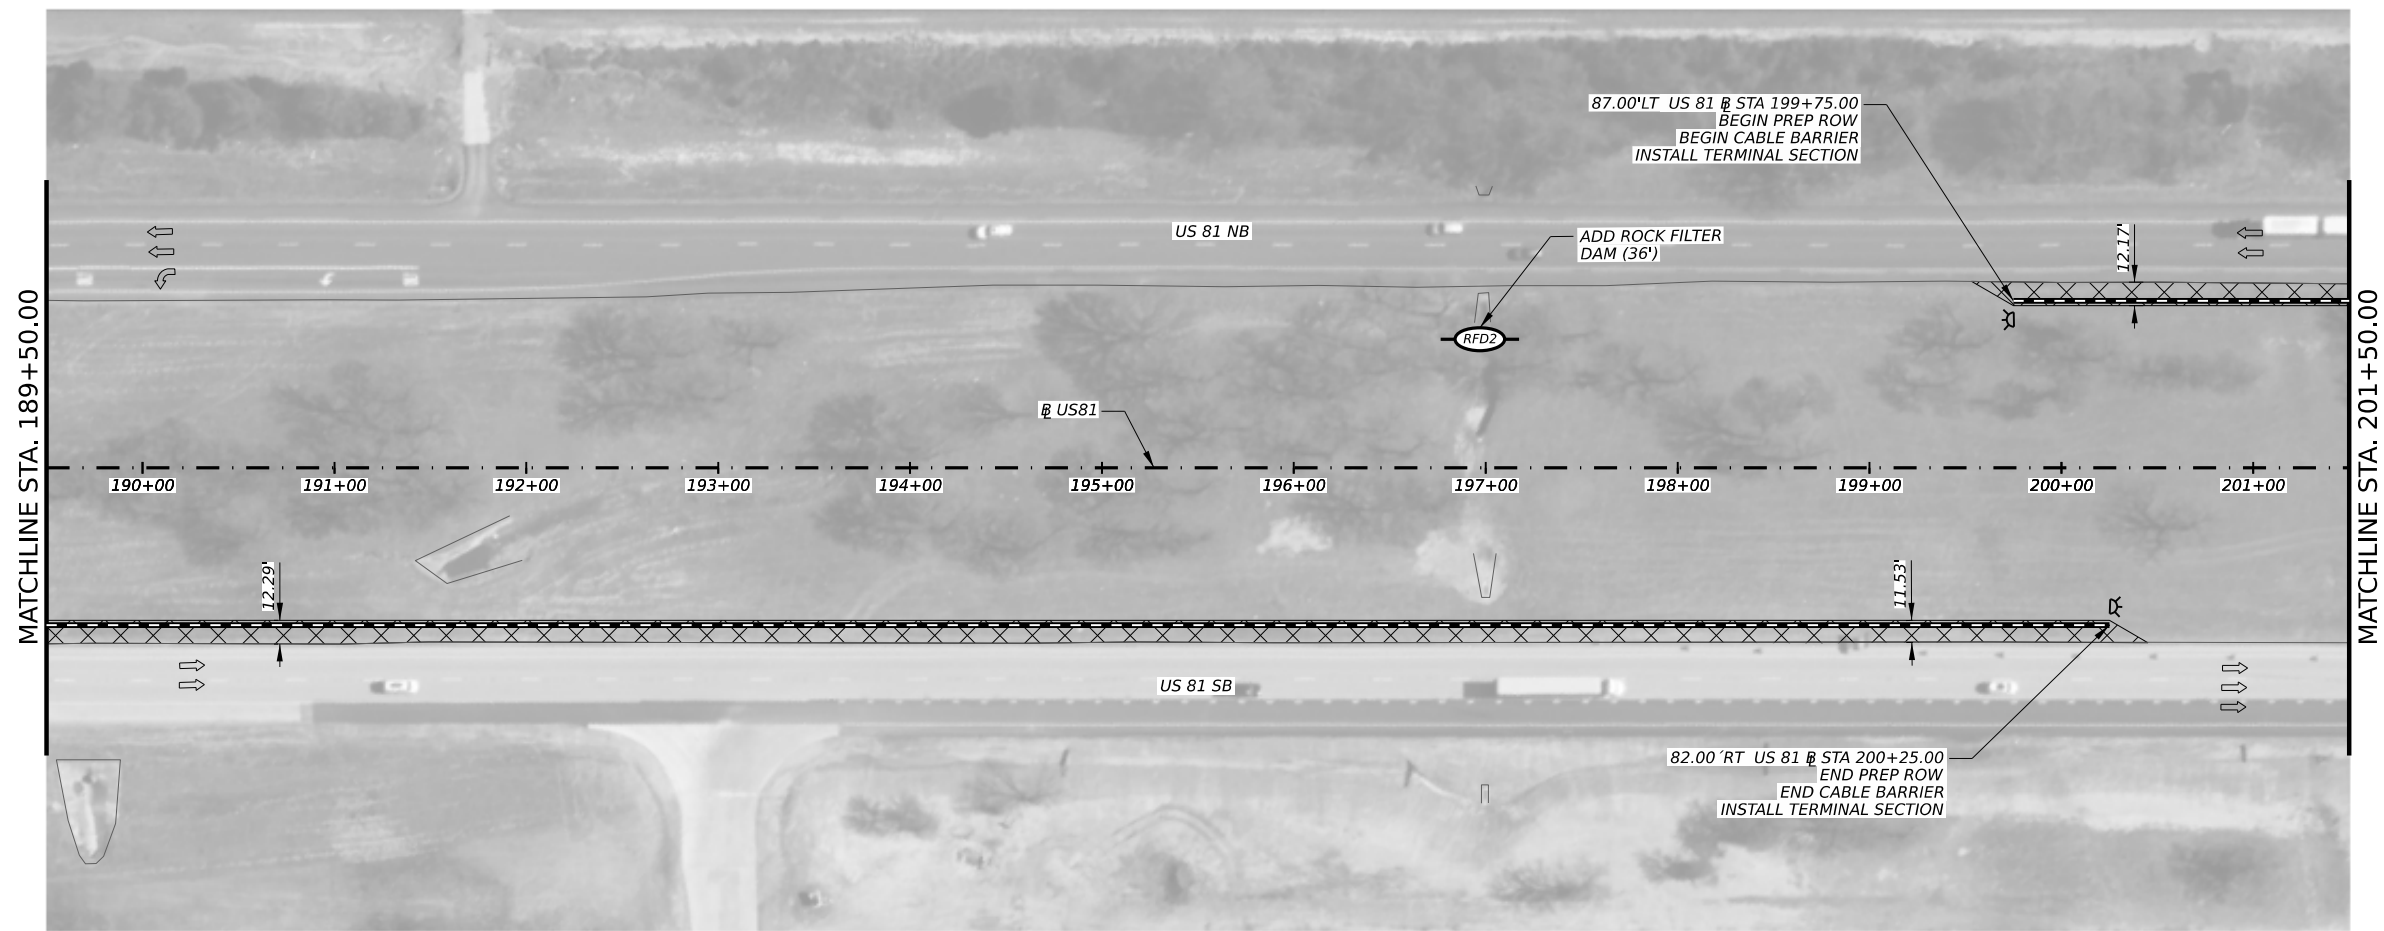 87.00'LT US 81 ℄ STA 199+75.00
BEGIN PREP ROW
BEGIN CABLE BARRIER
INSTALL TERMINAL SECTION
US 81 NB
ADD ROCK FILTER
DAM (36')
12.17'
RFD2
MATCHLINE STA. 189+50.00
MATCHLINE STA. 201+50.00
BL US81
190+00
191+00
192+00
193+00
194+00
195+00
196+00
197+00
198+00
199+00
200+00
201+00
12.29'
11.53'
US 81 SB
82.00´RT US 81 BL STA 200+25.00
END PREP ROW
END CABLE BARRIER
INSTALL TERMINAL SECTION